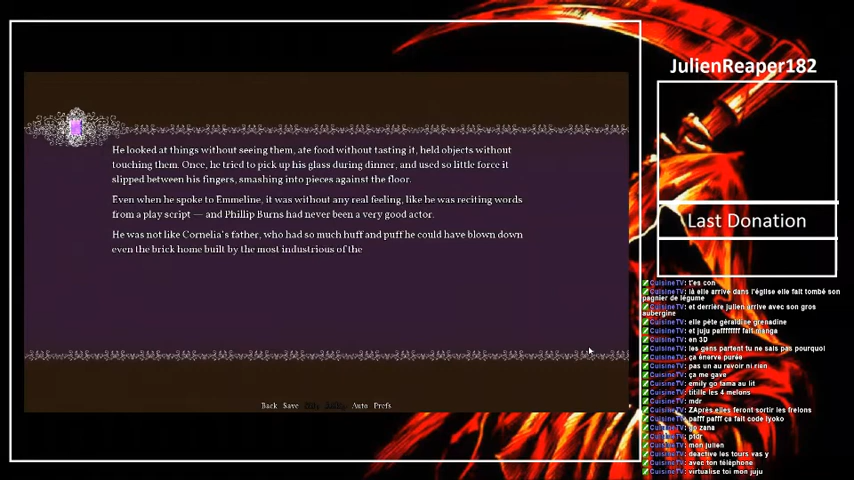 JulienReaper182
He looked at things without seeing them, ate food without tasting it, held objects without
touching them. Once, he tried to pick up his glass during dinner, and used so little force it
slipped between his fingers, smashing into pieces against the floor.
Even when he spoke to Emmeline, it was without any real feeling, like he was reciting words
from a play script — and Phillip Burns had never been a very good actor.
He was not like Cornelia's father, who had so much huff and puff he could have blown down
even the brick home built by the most industrious of the
Back Save Auto Prefs
Last Donation
CuisineTV: t'es con
CuisineTV: là elle arrive dans l'église elle fait tombé son
pagnier de légume
CuisineTV: et derrière julien arrive avec son gros
aubergine
CuisineTV: elle pête géraldine grenadine
CuisineTV: et juju paffffffff fait manga
CuisineTV: en 3D
CuisineTV: les gens partent tu ne sais pas pourquoi
CuisineTV: ça énerve purée
CuisineTV: pas un au revoir ni rien
CuisineTV: ça me gave
CuisineTV: emily go fama au lit
CuisineTV: titille les 4 melons
CuisineTV: mdr
CuisineTV: ZAprès elles feront sortir les frelons
CuisineTV: pafff pafff ça fait code lyoko
CuisineTV: go zana
CuisineTV: ptdr
CuisineTV: mon julien
CuisineTV: deactive les tours vas y
CuisineTV: avec ton téléphone
CuisineTV: virtualise toi mon juju